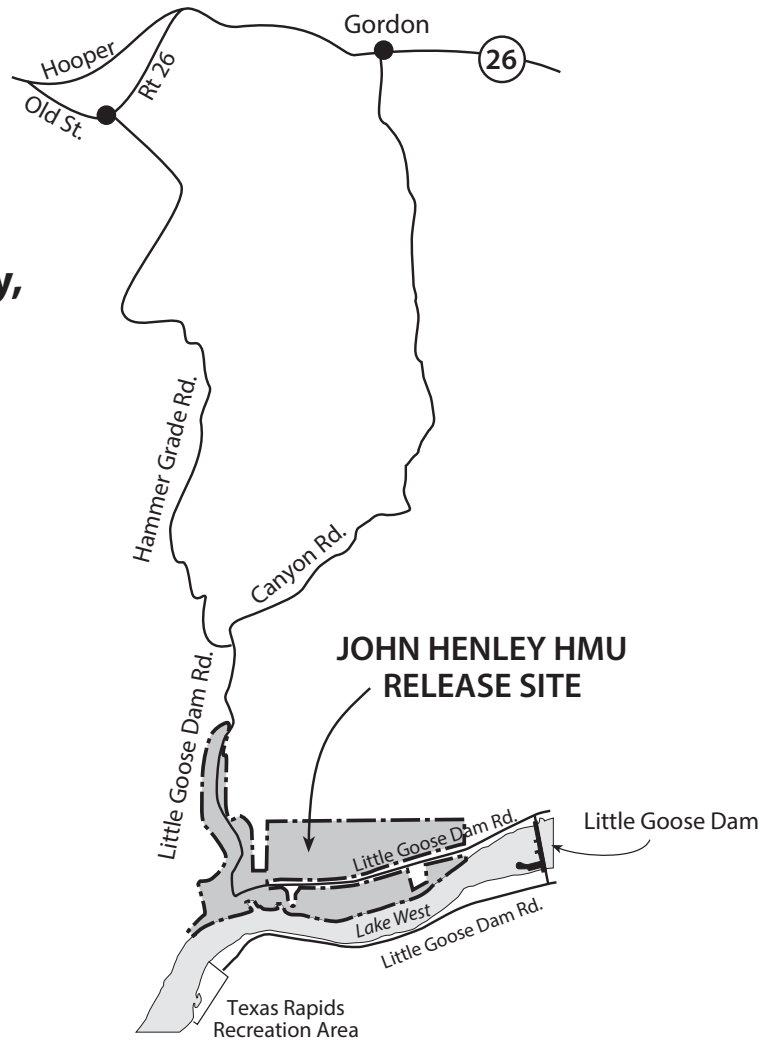 Gordon
26
Hooper
Rt 26
Old St.
y,
Hammer Grade Rd.
Canyon Rd.
JOHN HENLEY HMU
RELEASE SITE
Little Goose Dam Rd.
Little Goose Dam Rd.
Little Goose Dam
Lake West
Little Goose Dam Rd.
Texas Rapids
Recreation Area